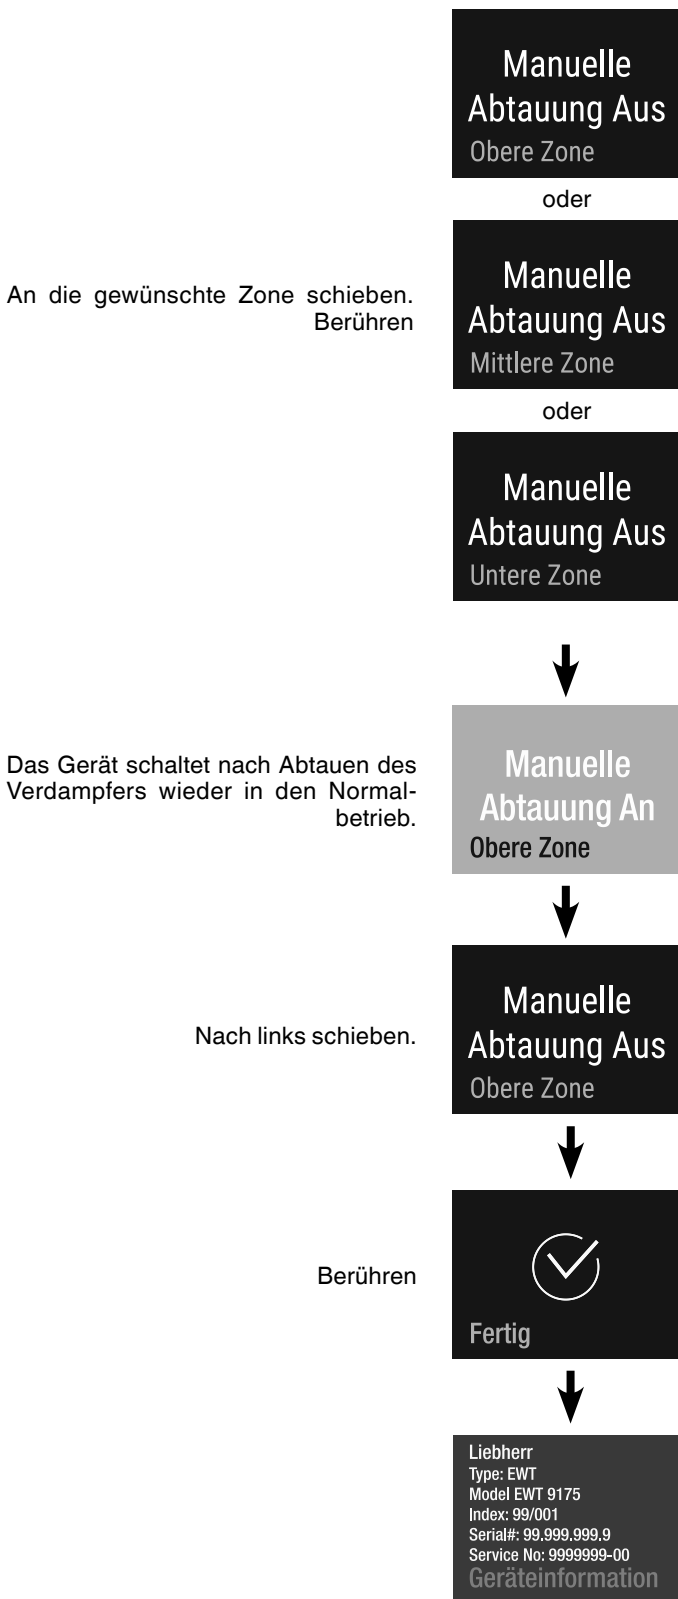 Manuelle
Abtauung Aus
Obere Zone
oder
An die gewünschte Zone schieben.
Berühren
Manuelle
Abtauung Aus
Mittlere Zone
oder
Manuelle
Abtauung Aus
Untere Zone
Das Gerät schaltet nach Abtauen des
Verdampfers wieder in den Normal-
betrieb.
Manuelle
Abtauung An
Obere Zone
Nach links schieben.
Manuelle
Abtauung Aus
Obere Zone
Berühren
Fertig
Liebherr
Type: EWT
Model EWT 9175
Index: 99/001
Serial#: 99.999.999.9
Service No: 9999999-00
Geräteinformation